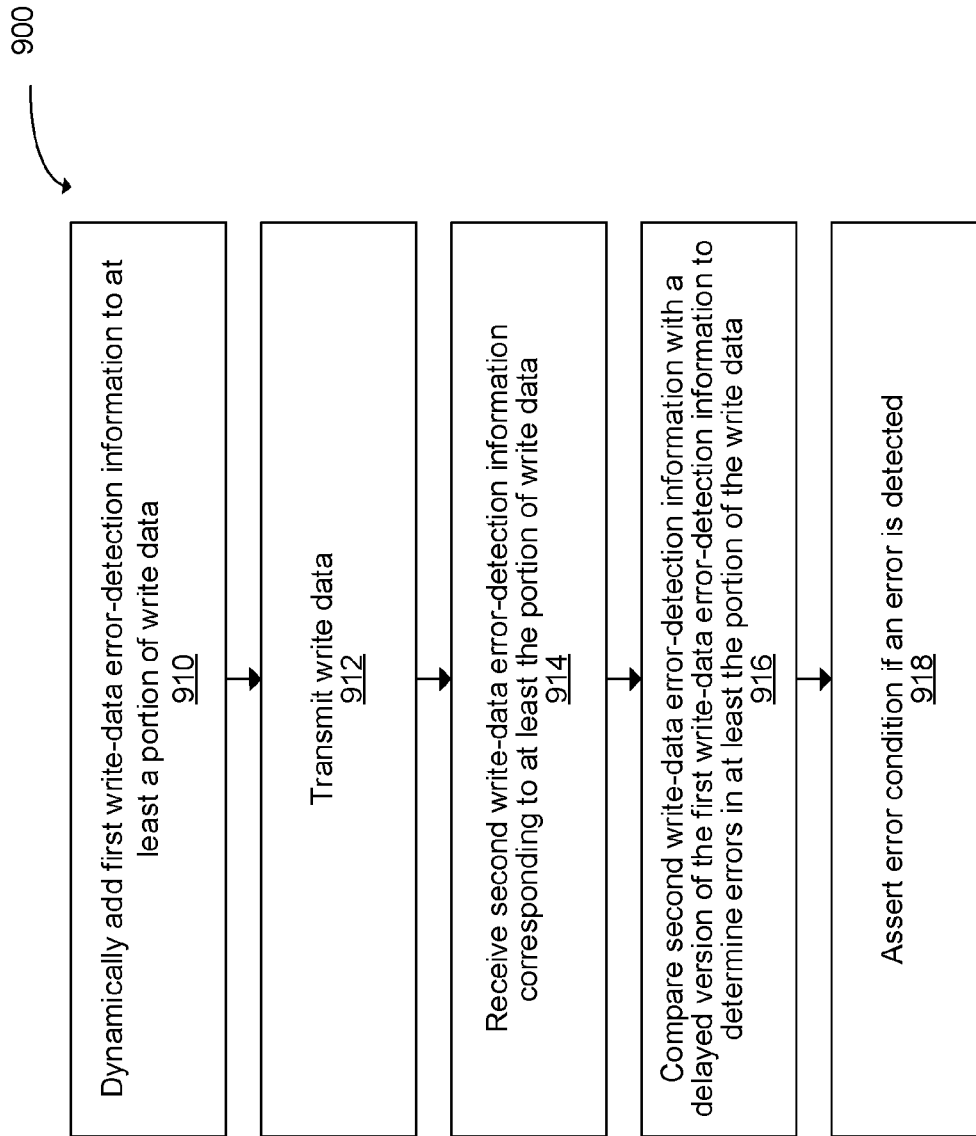 900
Dynamically add first write-data error-detection information to at
least a portion of write data
910
Transmit write data
912
Receive second write-data error-detection information
corresponding to at least the portion of write data
914
Compare second write-data error-detection information with a
delayed version of the first write-data error-detection information to
determine errors in at least the portion of the write data
916
Assert error condition if an error is detected
918